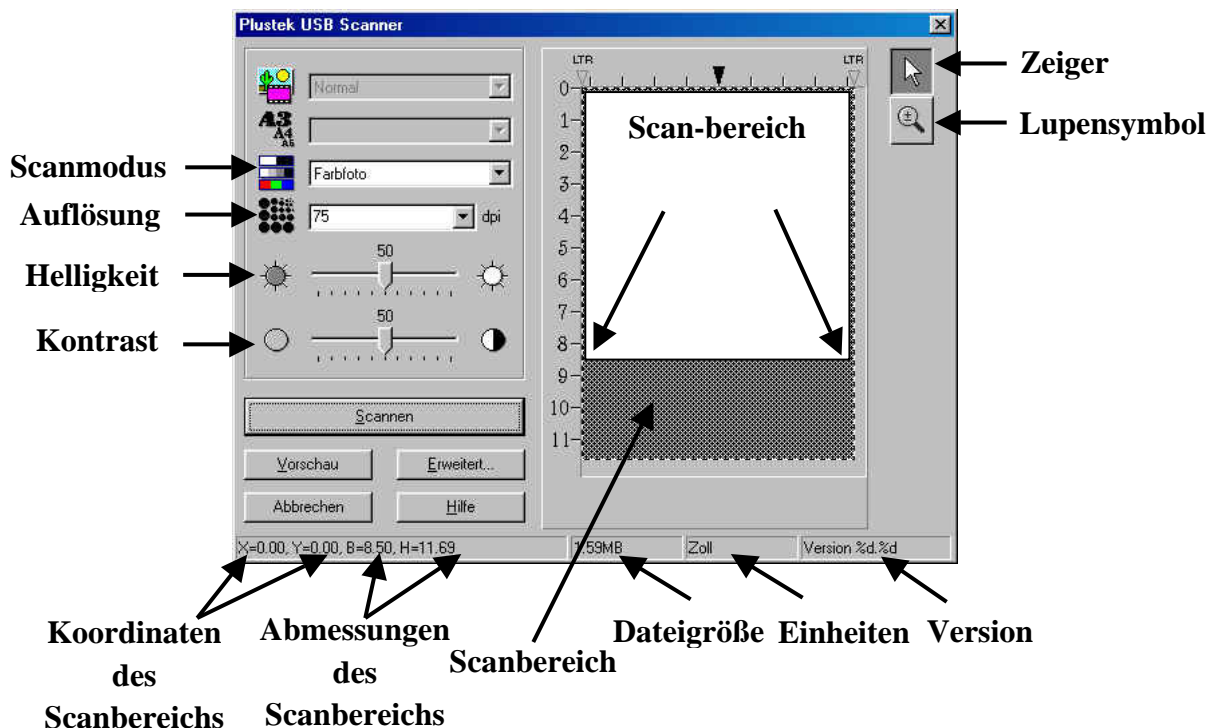 Plustek USB Scanner
Normal
A3
A4
A5
Farbfoto
75 dpi
50
50
Scannen
Vorschau Erweitert...
Abbrechen Hilfe
X=0.00, Y=0.00, B=8.50, H=11.69 1.59MB Zoll Version %d.%d
LTR LTR
0
1
2
3
4
5
6
7
8
9
10
11
Scan-bereich
Zeiger
Lupensymbol
Scanmodus
Auflösung
Helligkeit
Kontrast
Koordinaten
des
Scanbereichs
Abmessungen
des
Scanbereichs
Scanbereich
Dateigröße
Einheiten
Version